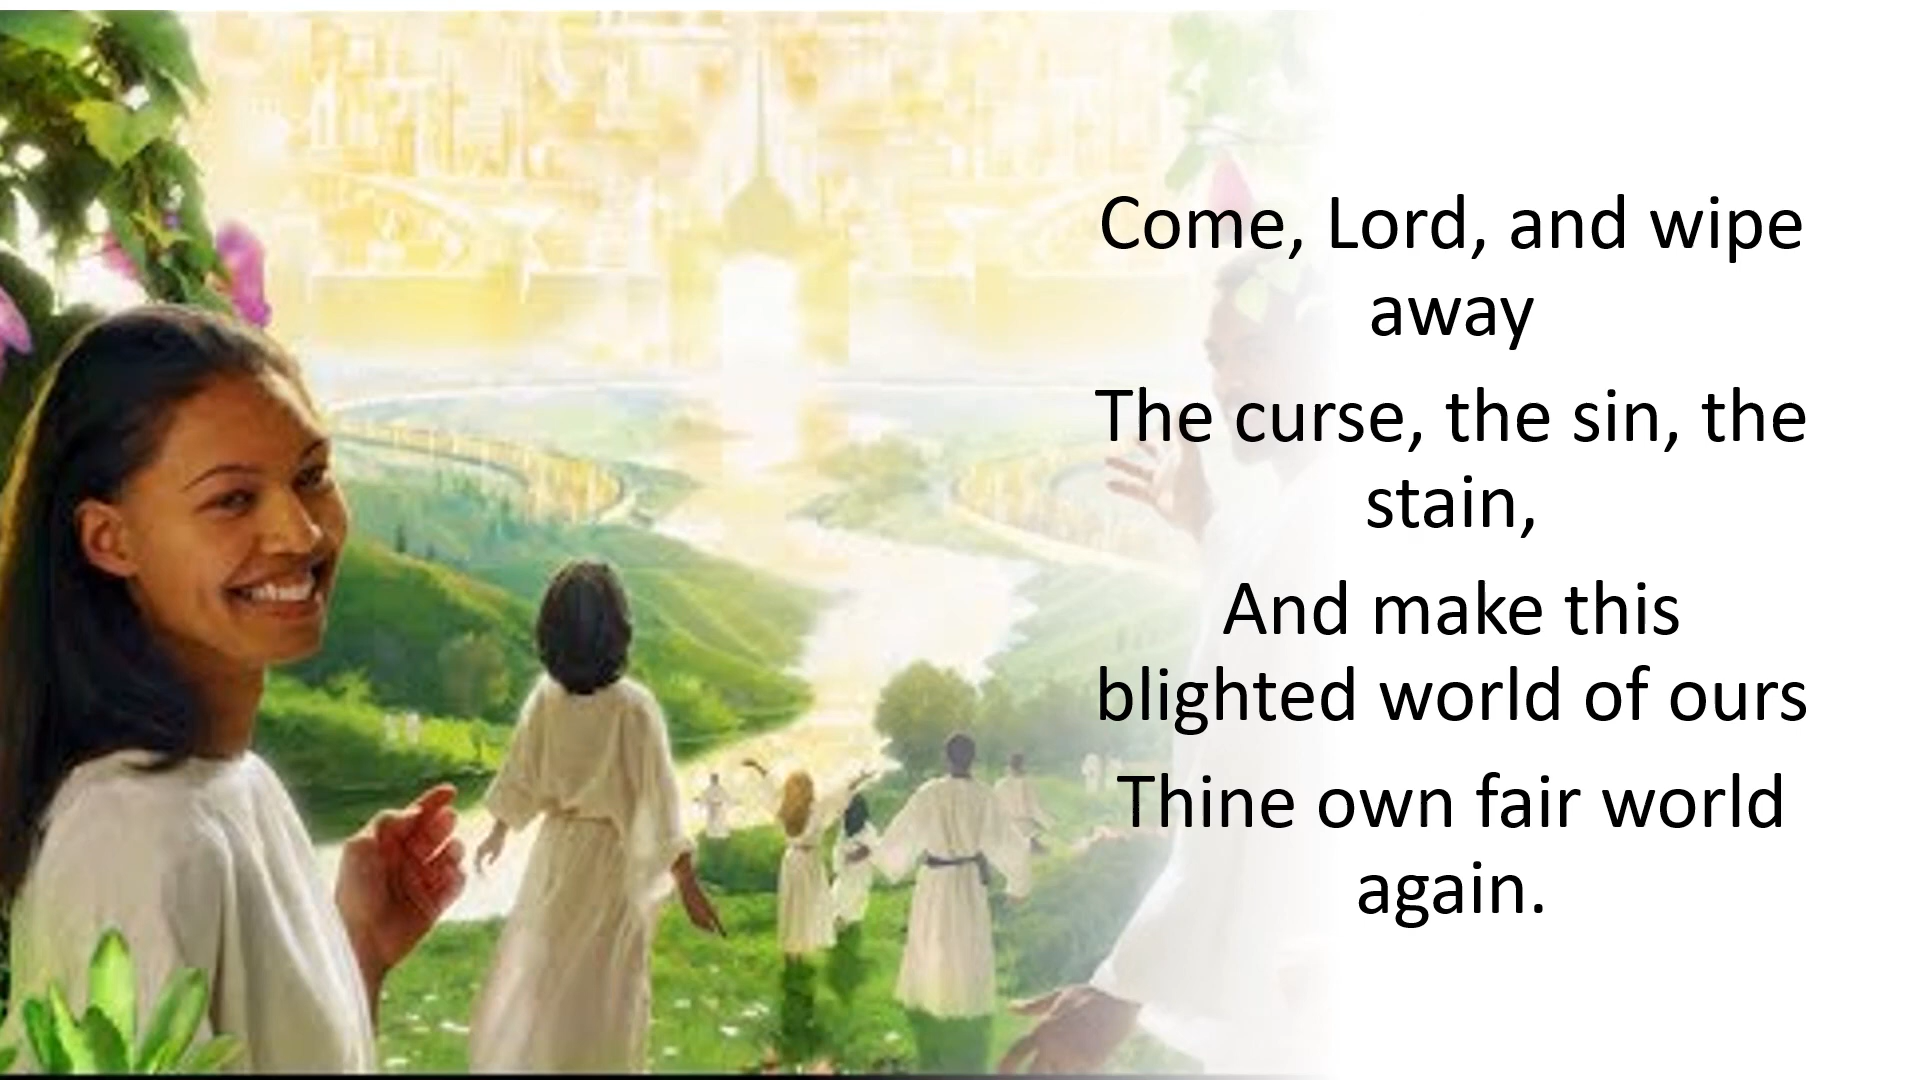 Come, Lord, and wipe
away
The curse, the sin, the
stain,
And make this
blighted world of ours
Thine own fair world
again.